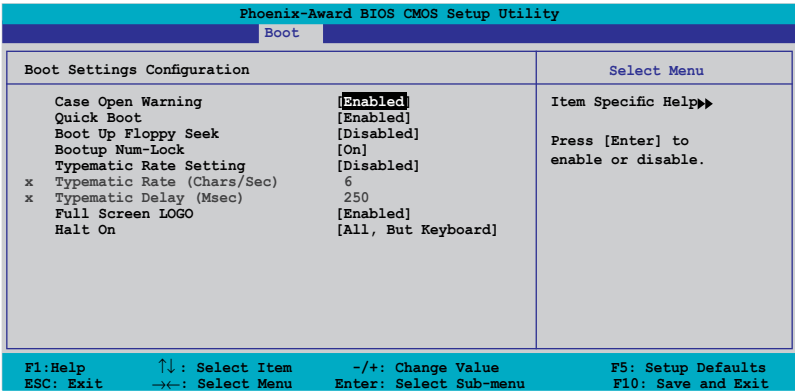 Phoenix-Award BIOS CMOS Setup Utility
Boot
Boot Settings Configuration
Select Menu
Case Open Warning [Enabled]
Quick Boot [Enabled]
Boot Up Floppy Seek [Disabled]
Bootup Num-Lock [On]
Typematic Rate Setting [Disabled]
x Typematic Rate (Chars/Sec) 6
x Typematic Delay (Msec) 250
Full Screen LOGO [Enabled]
Halt On [All, But Keyboard]
Item Specific Help▶▶
Press [Enter] to
enable or disable.
F1:Help ↑↓: Select Item -/+: Change Value F5: Setup Defaults
ESC: Exit →←: Select Menu Enter: Select Sub-menu F10: Save and Exit